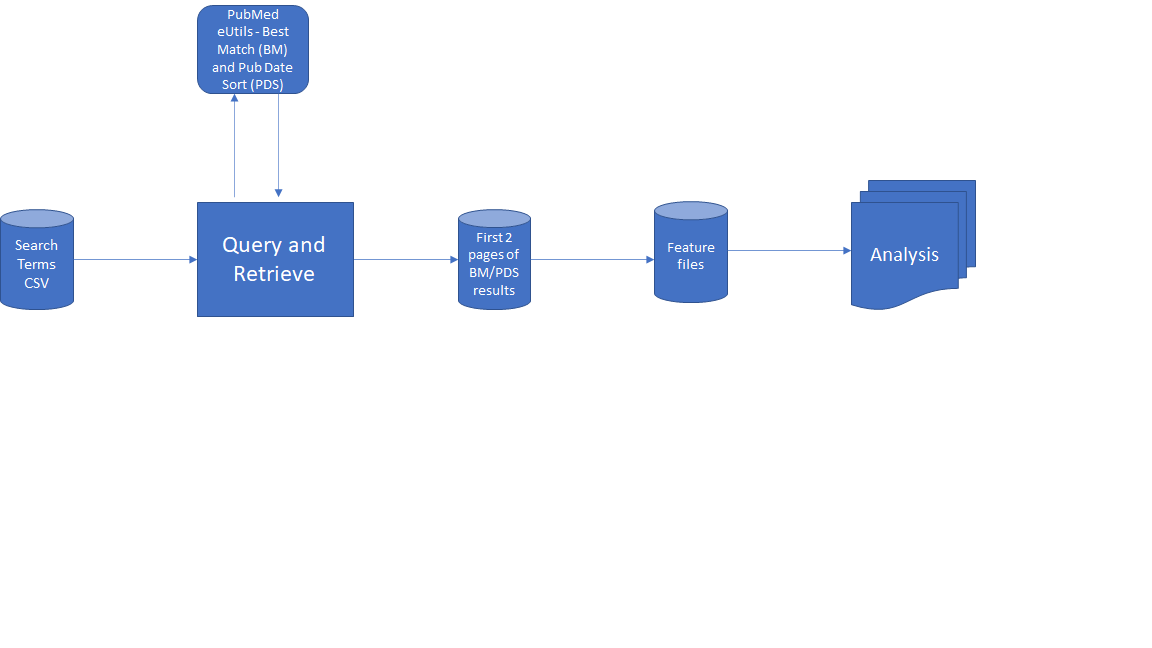 PubMed
eUtils - Best
Match (BM)
and Pub Date
Sort (PDS)
Search
Terms
CSV
Query and
Retrieve
First 2
pages of
BM/PDS
results
Feature
files
Analysis